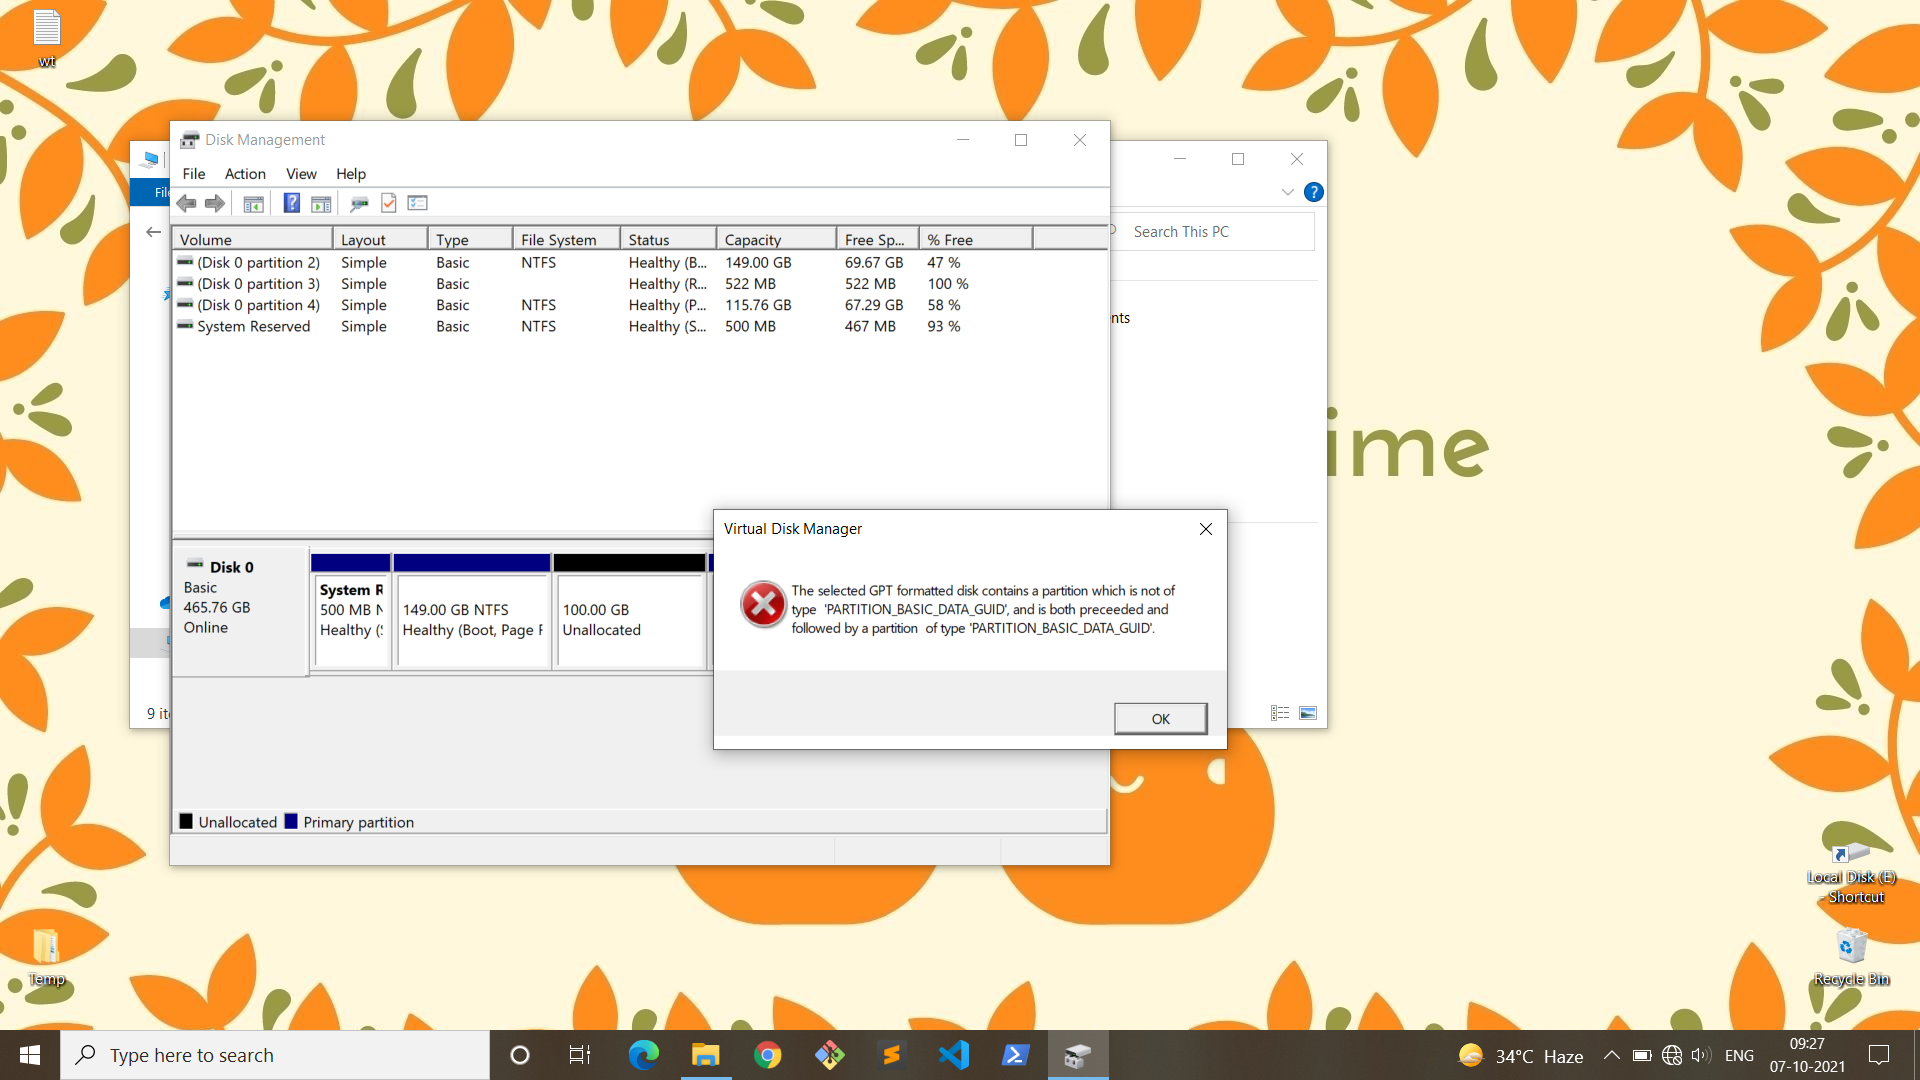 wt
Disk Management
File Action View Help
Search This PC
Volume Layout Type File System Status Capacity Free Sp... % Free
(Disk 0 partition 2) Simple Basic NTFS Healthy (B... 149.00 GB 69.67 GB 47 %
(Disk 0 partition 3) Simple Basic Healthy (R... 522 MB 522 MB 100 %
(Disk 0 partition 4) Simple Basic NTFS Healthy (P... 115.76 GB 67.29 GB 58 %
System Reserved Simple Basic NTFS Healthy (S... 500 MB 467 MB 93 %
nts
ime
Virtual Disk Manager
The selected GPT formatted disk contains a partition which is not of
type 'PARTITION_BASIC_DATA_GUID', and is both preceeded and
followed by a partition of type 'PARTITION_BASIC_DATA_GUID'.
OK
Disk 0
Basic
465.76 GB
Online
System R
500 MB N
Healthy (S
149.00 GB NTFS
Healthy (Boot, Page F
100.00 GB
Unallocated
9 it
Unallocated Primary partition
Local Disk (E)
- Shortcut
Temp
Recycle Bin
Type here to search
34°C Haze
ENG
09:27
07-10-2021